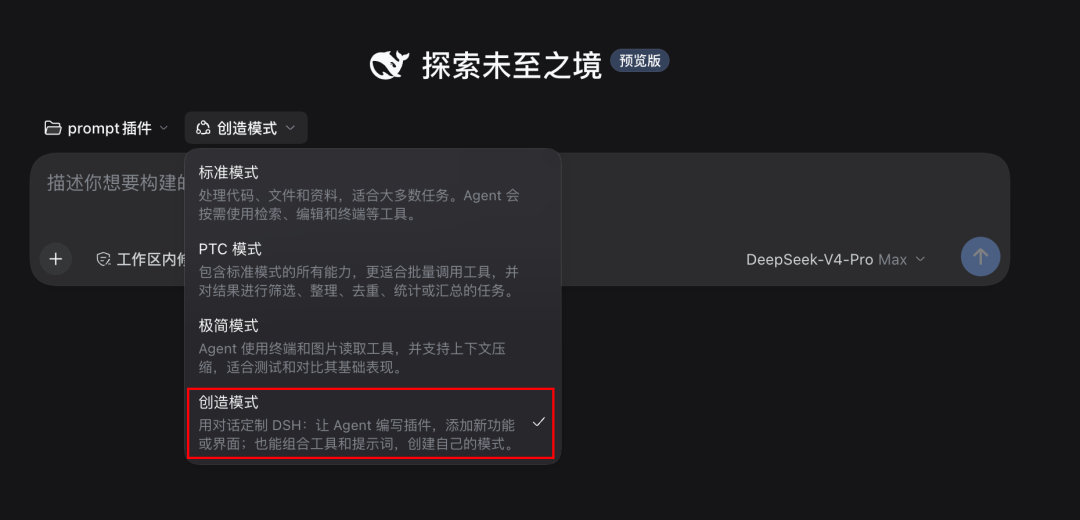 探索未至之境 预览版
prompt 插件 创造模式
描述你想要构建的
标准模式
处理代码、文件和资料，适合大多数任务。Agent 会
按需使用检索、编辑和终端等工具。
PTC 模式
包含标准模式的所有能力，更适合批量调用工具，并
对结果进行筛选、整理、去重、统计或汇总的任务。
极简模式
Agent 使用终端和图片读取工具，并支持上下文压
缩，适合测试和对比其基础表现。
创造模式
用对话定制 DSH：让 Agent 编写插件，添加新功能
或界面；也能组合工具和提示词，创建自己的模式。
工作区内
DeepSeek-V4-Pro Max